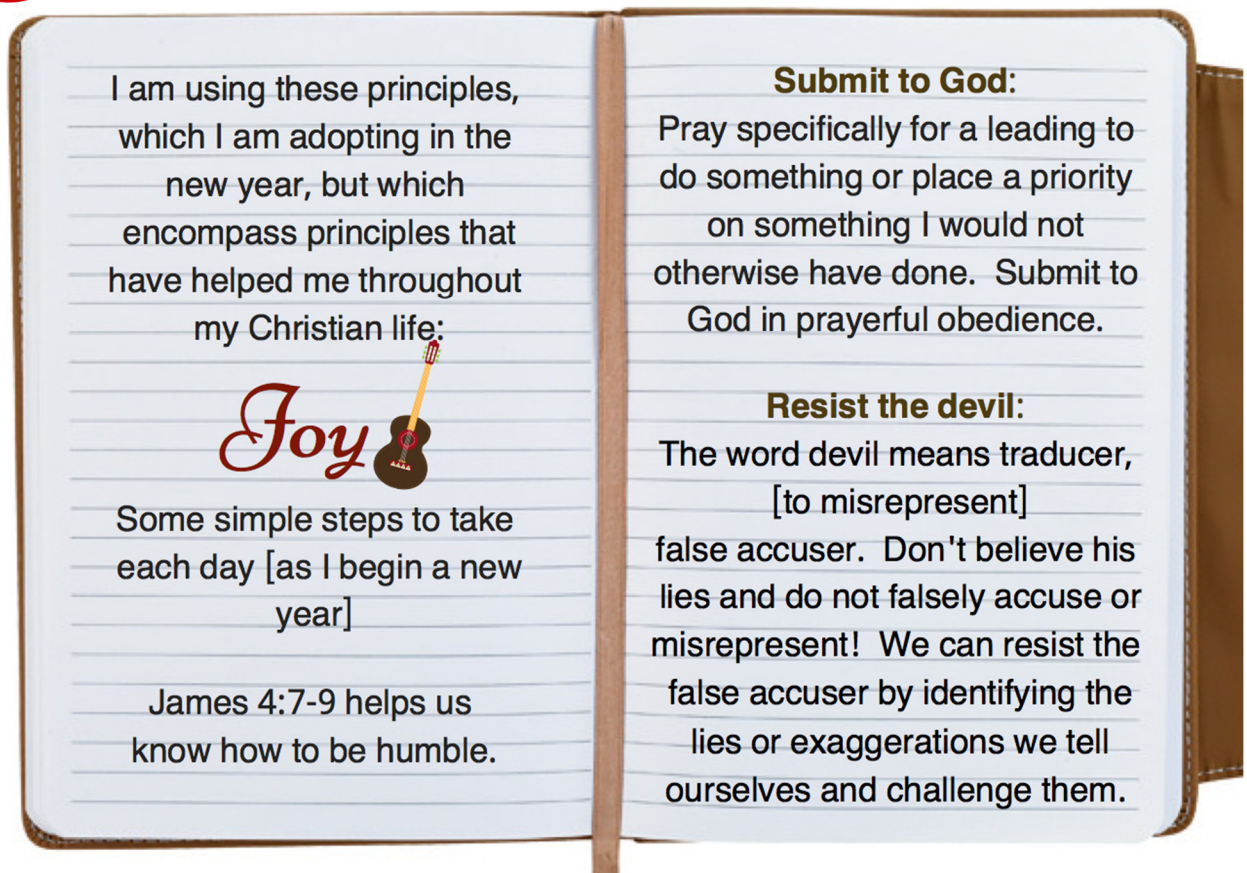 I am using these principles,
which I am adopting in the
new year, but which
encompass principles that
have helped me throughout
my Christian life:
Joy
Some simple steps to take
each day [as I begin a new
year]
James 4:7-9 helps us
know how to be humble.
Submit to God:
Pray specifically for a leading to
do something or place a priority
on something I would not
otherwise have done.  Submit to
God in prayerful obedience.
Resist the devil:
The word devil means traducer,
[to misrepresent]
false accuser.  Don't believe his
lies and do not falsely accuse or
misrepresent!  We can resist the
false accuser by identifying the
lies or exaggerations we tell
ourselves and challenge them.